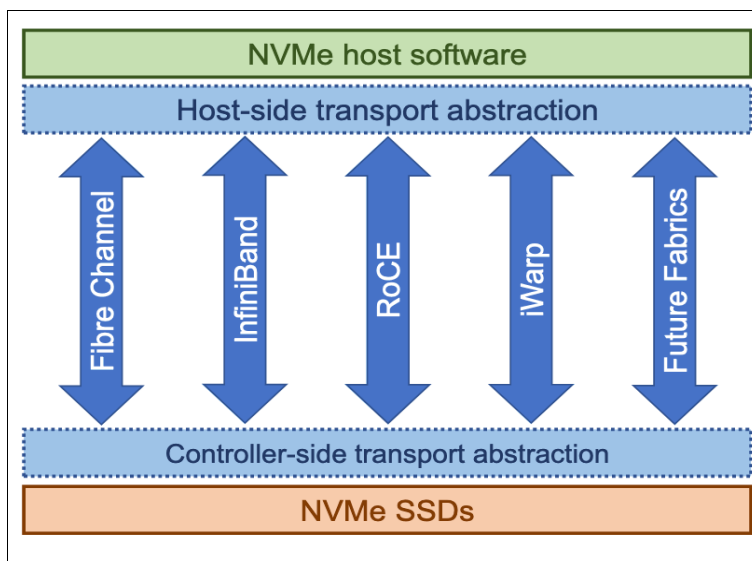 NVMe host software
Host-side transport abstraction
Fibre Channel
InfiniBand
RoCE
iWarp
Future Fabrics
Controller-side transport abstraction
NVMe SSDs